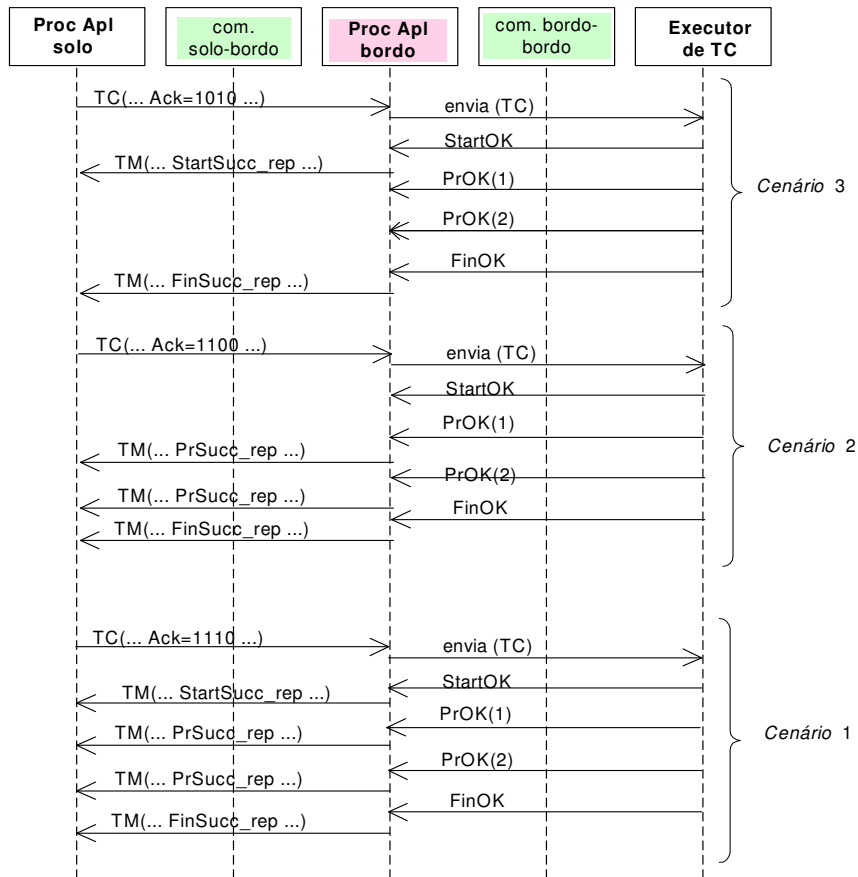 Proc Apl
solo
com.
solo-bordo
Proc Apl
bordo
com. bordo-
bordo
Executor
de TC
TC(... Ack=1010 ...)
envia (TC)
StartOK
TM(... StartSucc_rep ...)
PrOK(1)
Cenário 3
PrOK(2)
FinOK
TM(... FinSucc_rep ...)
TC(... Ack=1100 ...)
envia (TC)
StartOK
PrOK(1)
Cenário 2
TM(... PrSucc_rep ...)
PrOK(2)
TM(... PrSucc_rep ...)
FinOK
TM(... FinSucc_rep ...)
TC(... Ack=1110 ...)
envia (TC)
StartOK
TM(... StartSucc_rep ...)
PrOK(1)
TM(... PrSucc_rep ...)
Cenário 1
PrOK(2)
TM(... PrSucc_rep ...)
FinOK
TM(... FinSucc_rep ...)